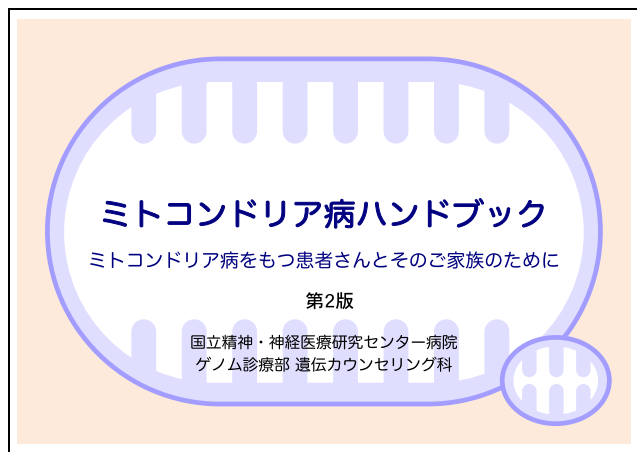 ミトコンドリア病ハンドブック
ミトコンドリア病をもつ患者さんとそのご家族のために
第2版
国立精神・神経医療研究センター病院
ゲノム診療部 遺伝カウンセリング科